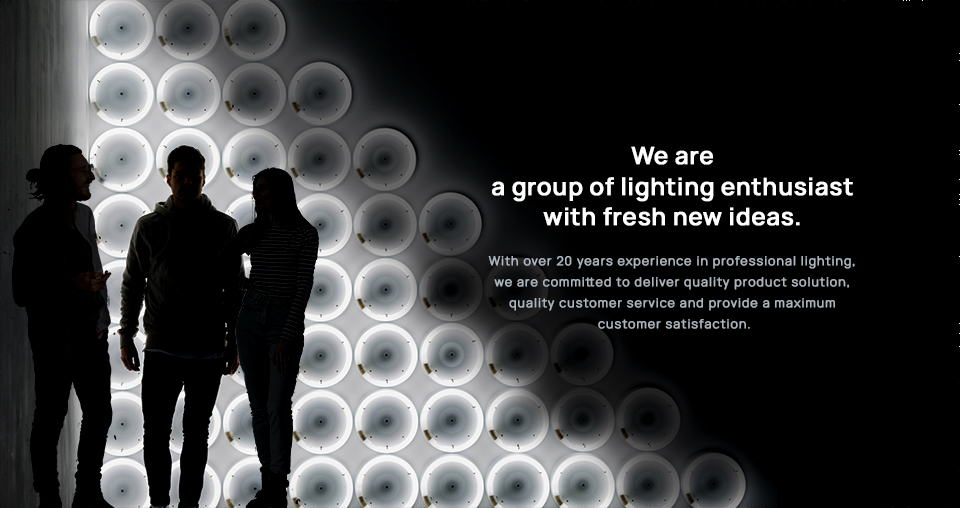 We are
a group of lighting enthusiast
with fresh new ideas.
With over 20 years experience in professional lighting,
we are committed to deliver quality product solution,
quality customer service and provide a maximum
customer satisfaction.